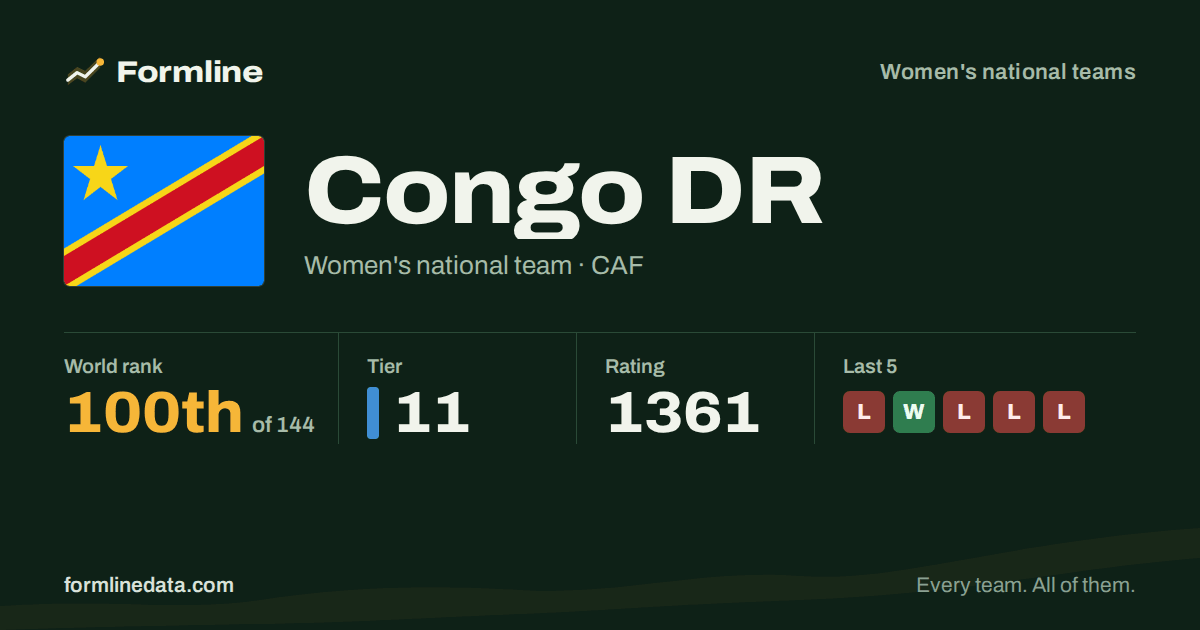 Formline
Women's national teams
Congo DR
Women's national team · CAF
World rank
100th of 144
Tier
11
Rating
1361
Last 5
L W L L L
formlinedata.com
Every team. All of them.